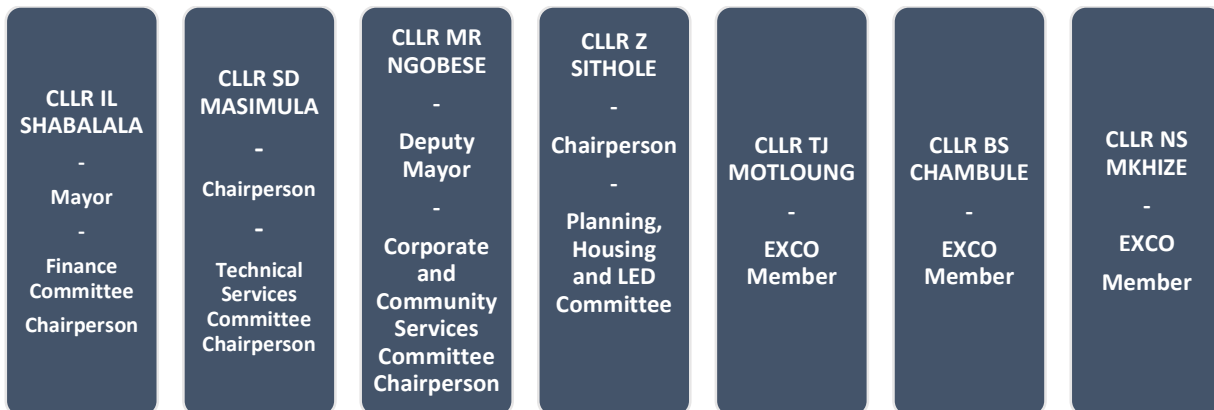 CLLR IL
SHABALALA
-
Mayor
-
Finance
Committee
Chairperson
CLLR SD
MASIMULA
-
Chairperson
-
Technical
Services
Committee
Chairperson
CLLR MR
NGOBESE
-
Deputy
Mayor
-
Corporate
and
Community
Services
Committee
Chairperson
CLLR Z
SITHOLE
-
Chairperson
-
Planning,
Housing
and LED
Committee
CLLR TJ
MOTLOUNG
-
EXCO
Member
CLLR BS
CHAMBULE
-
EXCO
Member
CLLR NS
MKHIZE
-
EXCO
Member